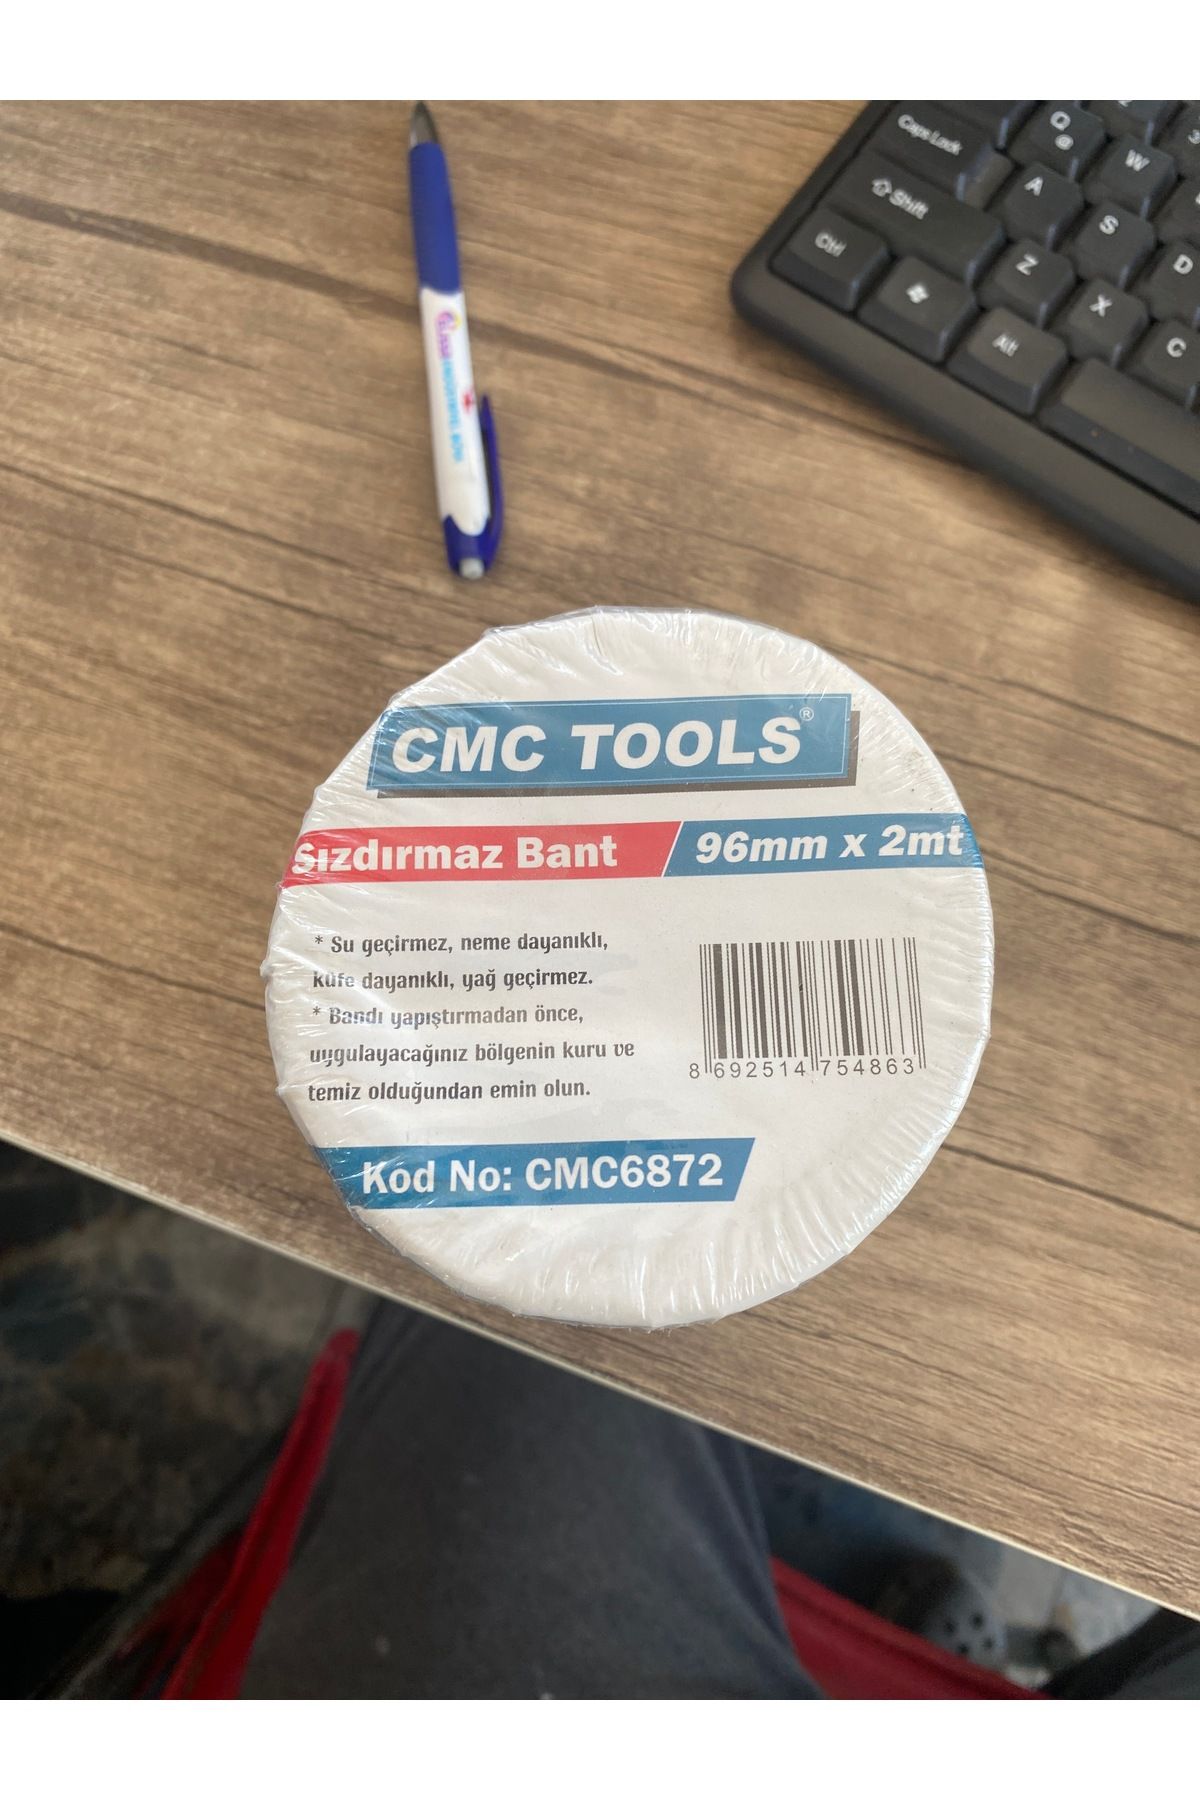 Caps Lock
Q
@
W
A
Shift
S
D
Ctrl
Z
X
Alt
C
CMC TOOLS®
Sızdırmaz Bant
96mm x 2mt
* Su geçirmez, neme dayanıklı,
küfe dayanıklı, yağ geçirmez.
* Bandı yapıştırmadan önce,
uygulayacağınız bölgenin kuru ve
temiz olduğundan emin olun.
8 692514 754863
Kod No: CMC6872